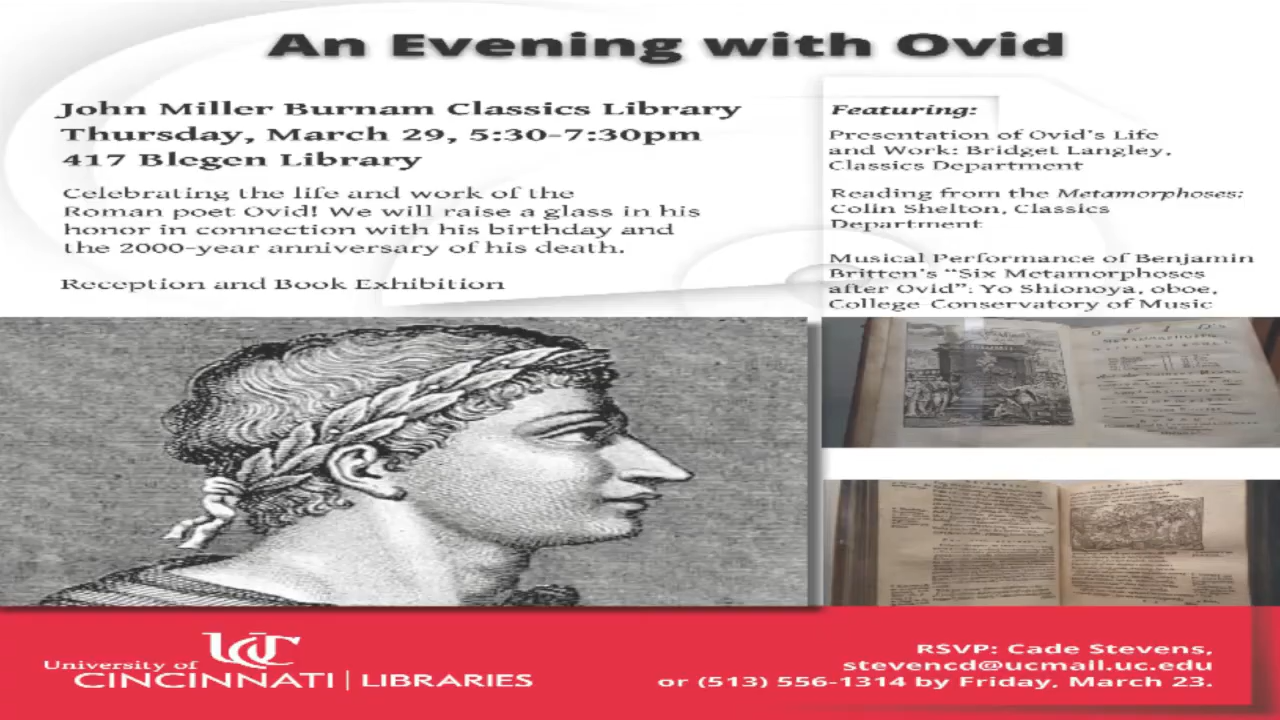 An Evening with Ovid
John Miller Burnam Classics Library
Thursday, March 29, 5:30-7:30pm
417 Blegen Library
Celebrating the life and work of the
Roman poet Ovid! We will raise a glass in his
honor in connection with his birthday and
the 2000-year anniversary of his death.
Reception and Book Exhibition
Featuring:
Presentation of Ovid's Life
and Work: Bridget Langley,
Classics Department
Reading from the Metamorphoses:
Colin Shelton, Classics
Department
Musical Performance of Benjamin
Britten's "Six Metamorphoses
after Ovid": Yo Shionoya, oboe,
College-Conservatory of Music
UC
University of
CINCINNATI | LIBRARIES
RSVP: Cade Stevens,
stevencd@ucmail.uc.edu
or (513) 556-1314 by Friday, March 23.